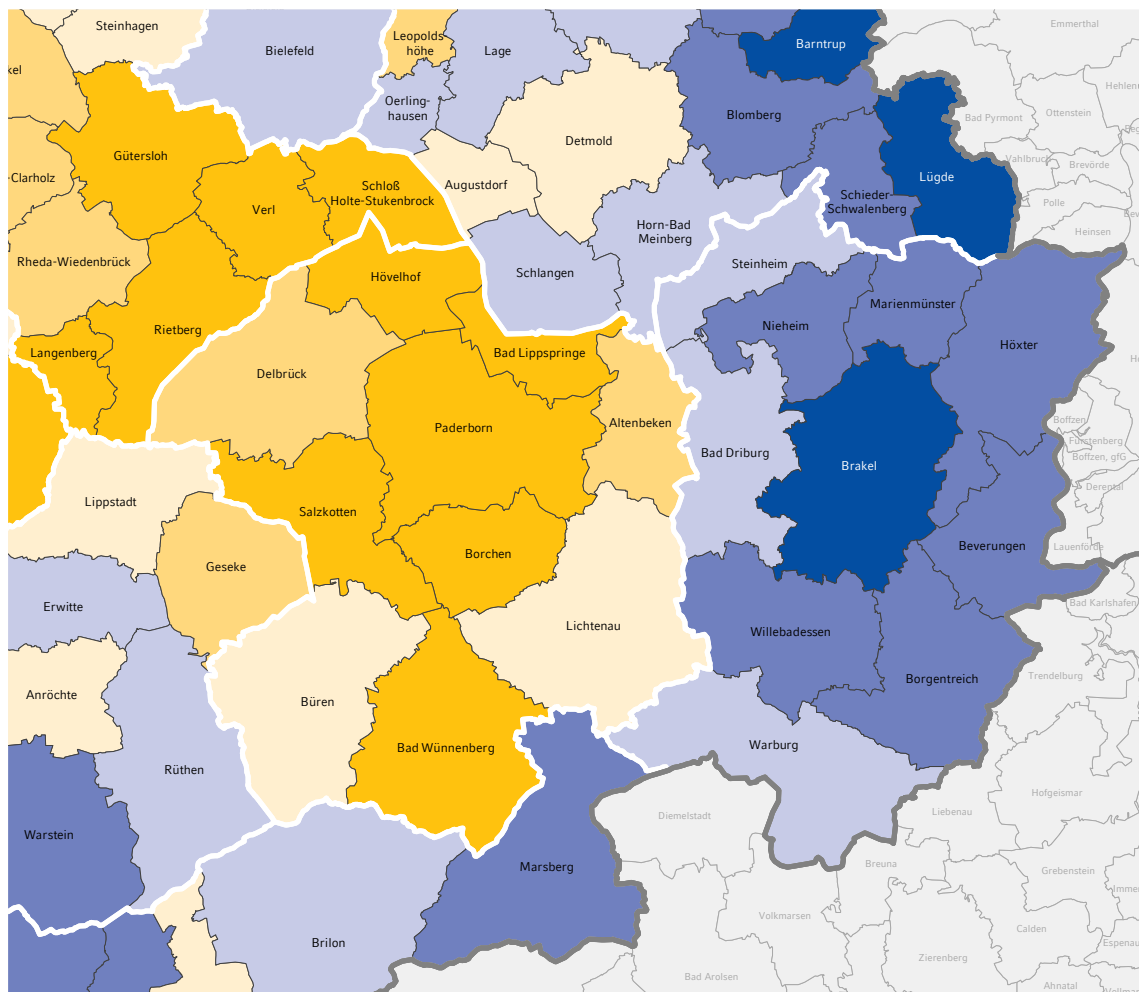 Steinhagen
Bielefeld
Leopolds
höhe
Lage
Barntrup
Emmerthal
kel
Oerling-
hausen
Blomberg
Bad Pyrmont
Ottenstein
Gütersloh
Detmold
Vahlbruch
Brevörde
-Clarholz
Verl
Schloß
Holte-Stukenbrock
Augustdorf
Schieder-
Schwalenberg
Lügde
Polle
Heinsen
Rheda-Wiedenbrück
Hövelhof
Schlangen
Horn-Bad
Meinberg
Steinheim
Marienmünster
Rietberg
Langenberg
Bad Lippspringe
Nieheim
Höxter
Delbrück
Paderborn
Altenbeken
Bad Driburg
Brakel
Boffzen
Fürstenberg
Boffzen, gfG
Derental
Lippstadt
Salzkotten
Borchen
Beverungen
Lauenförde
Geseke
Erwitte
Lichtenau
Willebadessen
Bad Karlshafen
Anröchte
Büren
Borgentreich
Trendelburg
Rüthen
Bad Wünnenberg
Warburg
Hofgeismar
Warstein
Diemelstadt
Liebenau
Marsberg
Breuna
Grebenstein
Volkmarsen
Calden
Brilon
Zierenberg
Espenau
Bad Arolsen
Ahnatal